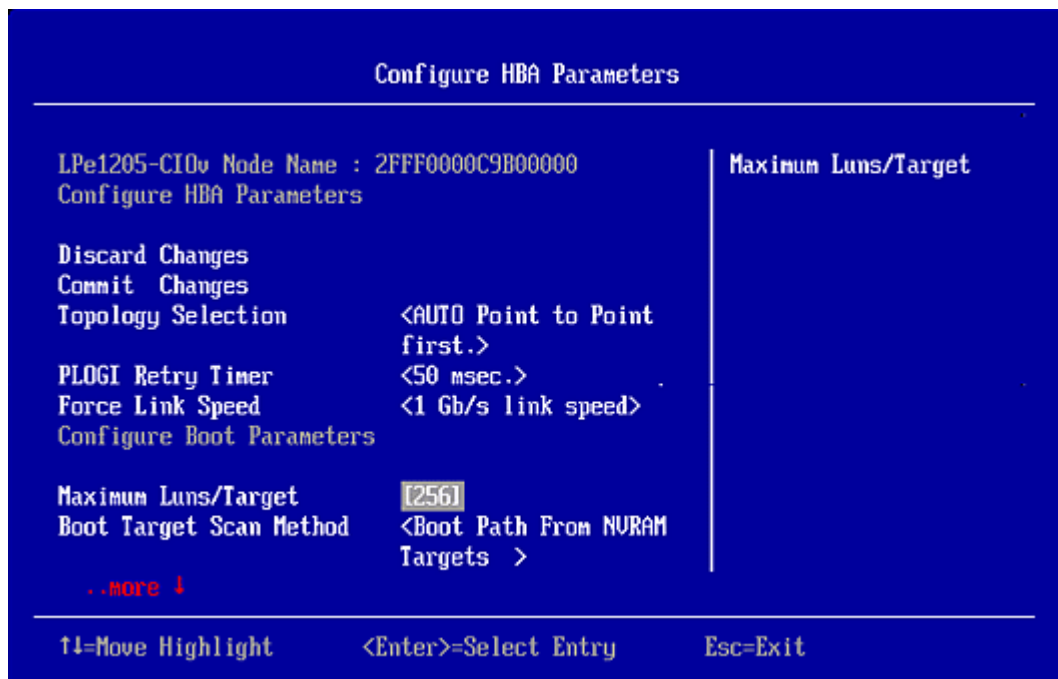 Configure HBA Parameters
LPe1205-CIOv Node Name : 2FFF0000C9B00000
Configure HBA Parameters
Discard Changes
Commit Changes
Topology Selection <AUTO Point to Point
first.>
PLOGI Retry Timer <50 msec.>
Force Link Speed <1 Gb/s link speed>
Configure Boot Parameters
Maximum Luns/Target [256]
Boot Target Scan Method <Boot Path From NVRAM
Targets >
..more ↓
Maximum Luns/Target
↑↓=Move Highlight <Enter>=Select Entry Esc=Exit